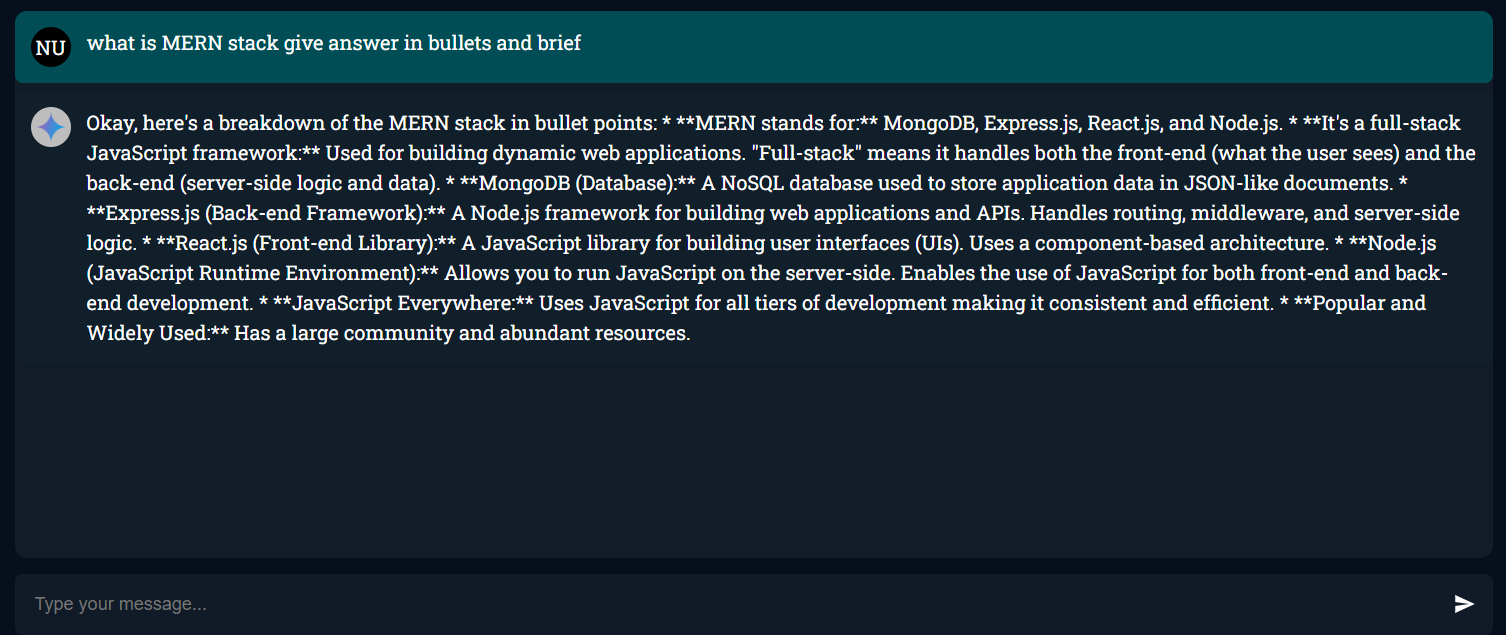 NU
what is MERN stack give answer in bullets and brief
Okay, here's a breakdown of the MERN stack in bullet points: * **MERN stands for:** MongoDB, Express.js, React.js, and Node.js. * **It's a full-stack
JavaScript framework:** Used for building dynamic web applications. "Full-stack" means it handles both the front-end (what the user sees) and the
back-end (server-side logic and data). * **MongoDB (Database):** A NoSQL database used to store application data in JSON-like documents. *
**Express.js (Back-end Framework):** A Node.js framework for building web applications and APIs. Handles routing, middleware, and server-side
logic. * **React.js (Front-end Library):** A JavaScript library for building user interfaces (UIs). Uses a component-based architecture. * **Node.js
(JavaScript Runtime Environment):** Allows you to run JavaScript on the server-side. Enables the use of JavaScript for both front-end and back-
end development. * **JavaScript Everywhere:** Uses JavaScript for all tiers of development making it consistent and efficient. * **Popular and
Widely Used:** Has a large community and abundant resources.
Type your message...